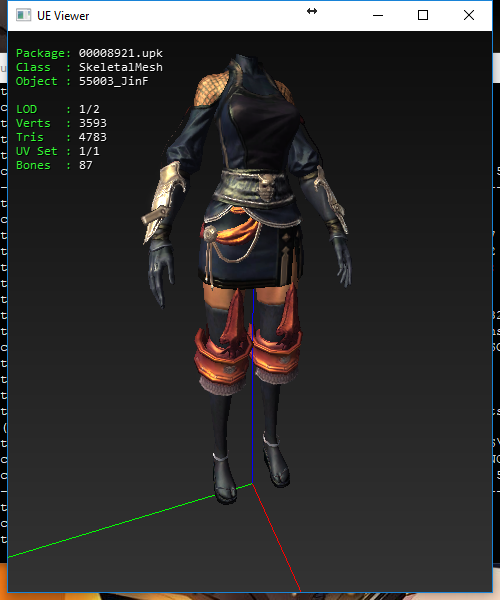 UE Viewer
Package: 00008921.upk
Class : SkeletalMesh
Object : 55003_JinF
LOD : 1/2
Verts : 3593
Tris : 4783
UV Set : 1/1
Bones : 87